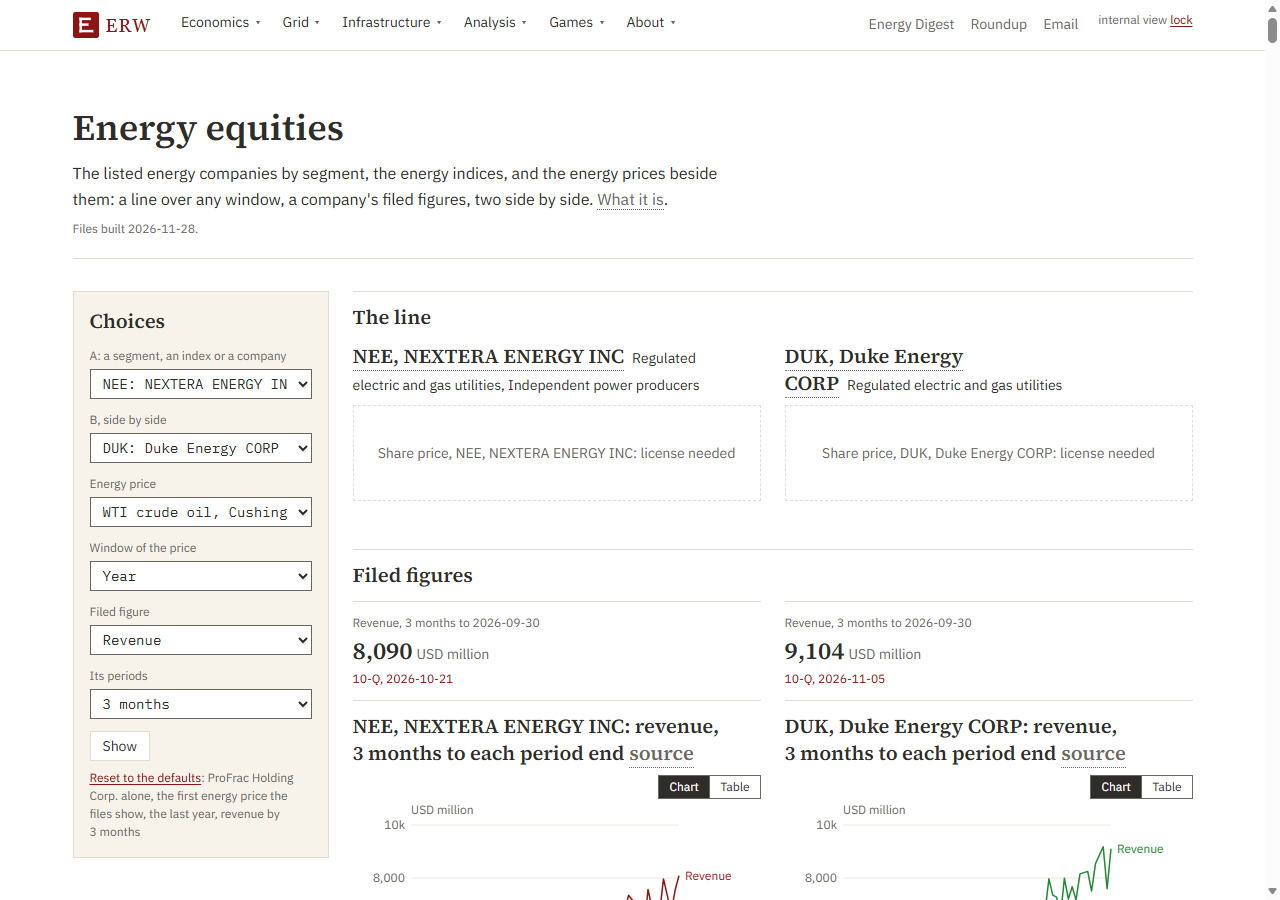 E ERW Economics Grid Infrastructure Analysis Games About Energy Digest Roundup Email internal view lock
Energy equities
The listed energy companies by segment, the energy indices, and the energy prices beside
them: a line over any window, a company's filed figures, two side by side. What it is.
Files built 2026-11-28.
Choices
A: a segment, an index or a company
NEE: NEXTERA ENERGY IN
B, side by side
DUK: Duke Energy CORP
Energy price
WTI crude oil, Cushing
Window of the price
Year
Filed figure
Revenue
Its periods
3 months
Show
Reset to the defaults: ProFrac Holding
Corp. alone, the first energy price the
files show, the last year, revenue by
3 months
The line
NEE, NEXTERA ENERGY INC Regulated
electric and gas utilities, Independent power producers
Share price, NEE, NEXTERA ENERGY INC: license needed
DUK, Duke Energy
CORP Regulated electric and gas utilities
Share price, DUK, Duke Energy CORP: license needed
Filed figures
Revenue, 3 months to 2026-09-30
8,090 USD million
10-Q, 2026-10-21
NEE, NEXTERA ENERGY INC: revenue,
3 months to each period end source
Chart Table
USD million
10k
8,000
Revenue
Revenue, 3 months to 2026-09-30
9,104 USD million
10-Q, 2026-11-05
DUK, Duke Energy CORP: revenue,
3 months to each period end source
Chart Table
USD million
10k
Revenue
8,000